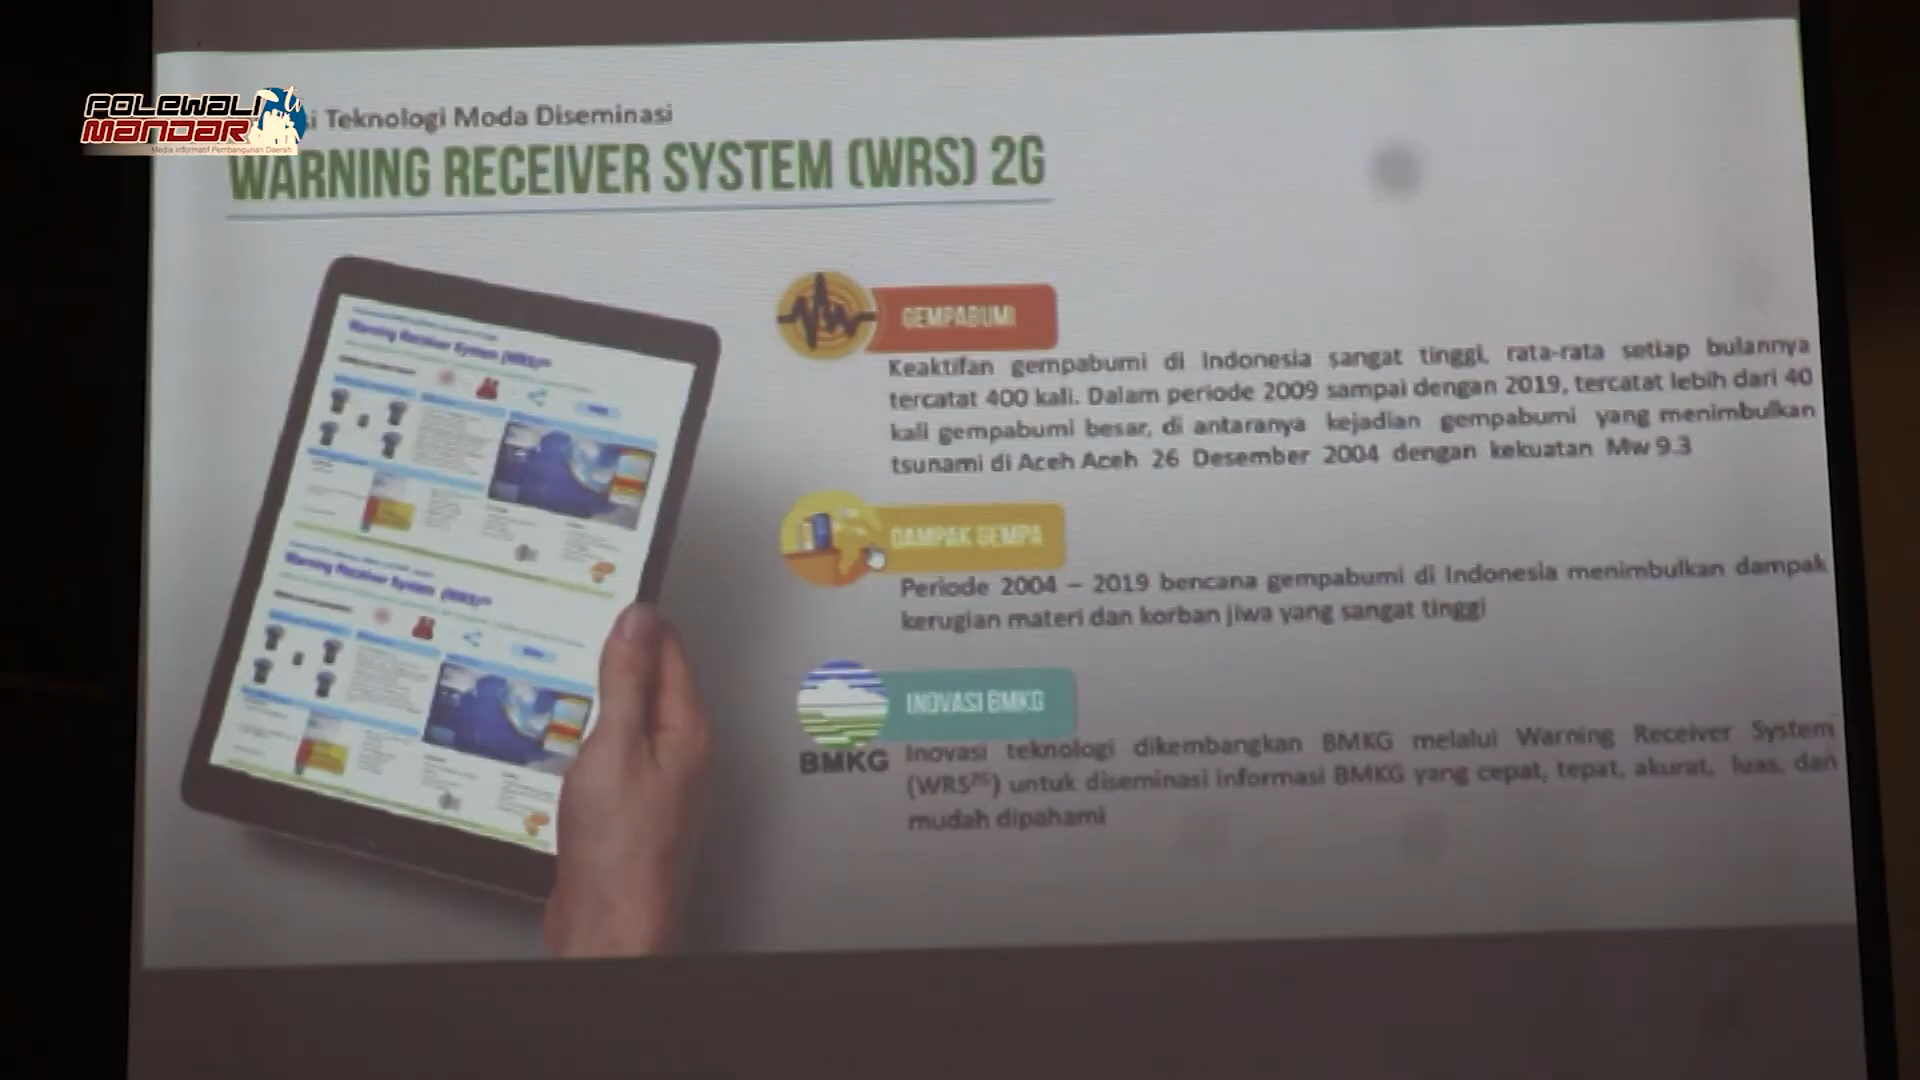 POLEWALI tv
MANDAR
Media Informatif Pembangunan Daerah
si Teknologi Moda Diseminasi
WARNING RECEIVER SYSTEM (WRS) 2G
Warning Receiver System (WRS)
Warning Receiver System (WRS)
GEMPABUMI
Keaktifan gempabumi di Indonesia sangat tinggi, rata-rata setiap bulannya
tercatat 400 kali. Dalam periode 2009 sampai dengan 2019, tercatat lebih dari 40
kali gempabumi besar, di antaranya kejadian gempabumi yang menimbulkan
tsunami di Aceh Aceh 26 Desember 2004 dengan kekuatan Mw 9.3
DAMPAK GEMPA
Periode 2004 – 2019 bencana gempabumi di Indonesia menimbulkan dampak
kerugian materi dan korban jiwa yang sangat tinggi
INOVASI BMKG
BMKG
Inovasi teknologi dikembangkan BMKG melalui Warning Receiver System
(WRS2G) untuk diseminasi informasi BMKG yang cepat, tepat, akurat, luas, dan
mudah dipahami